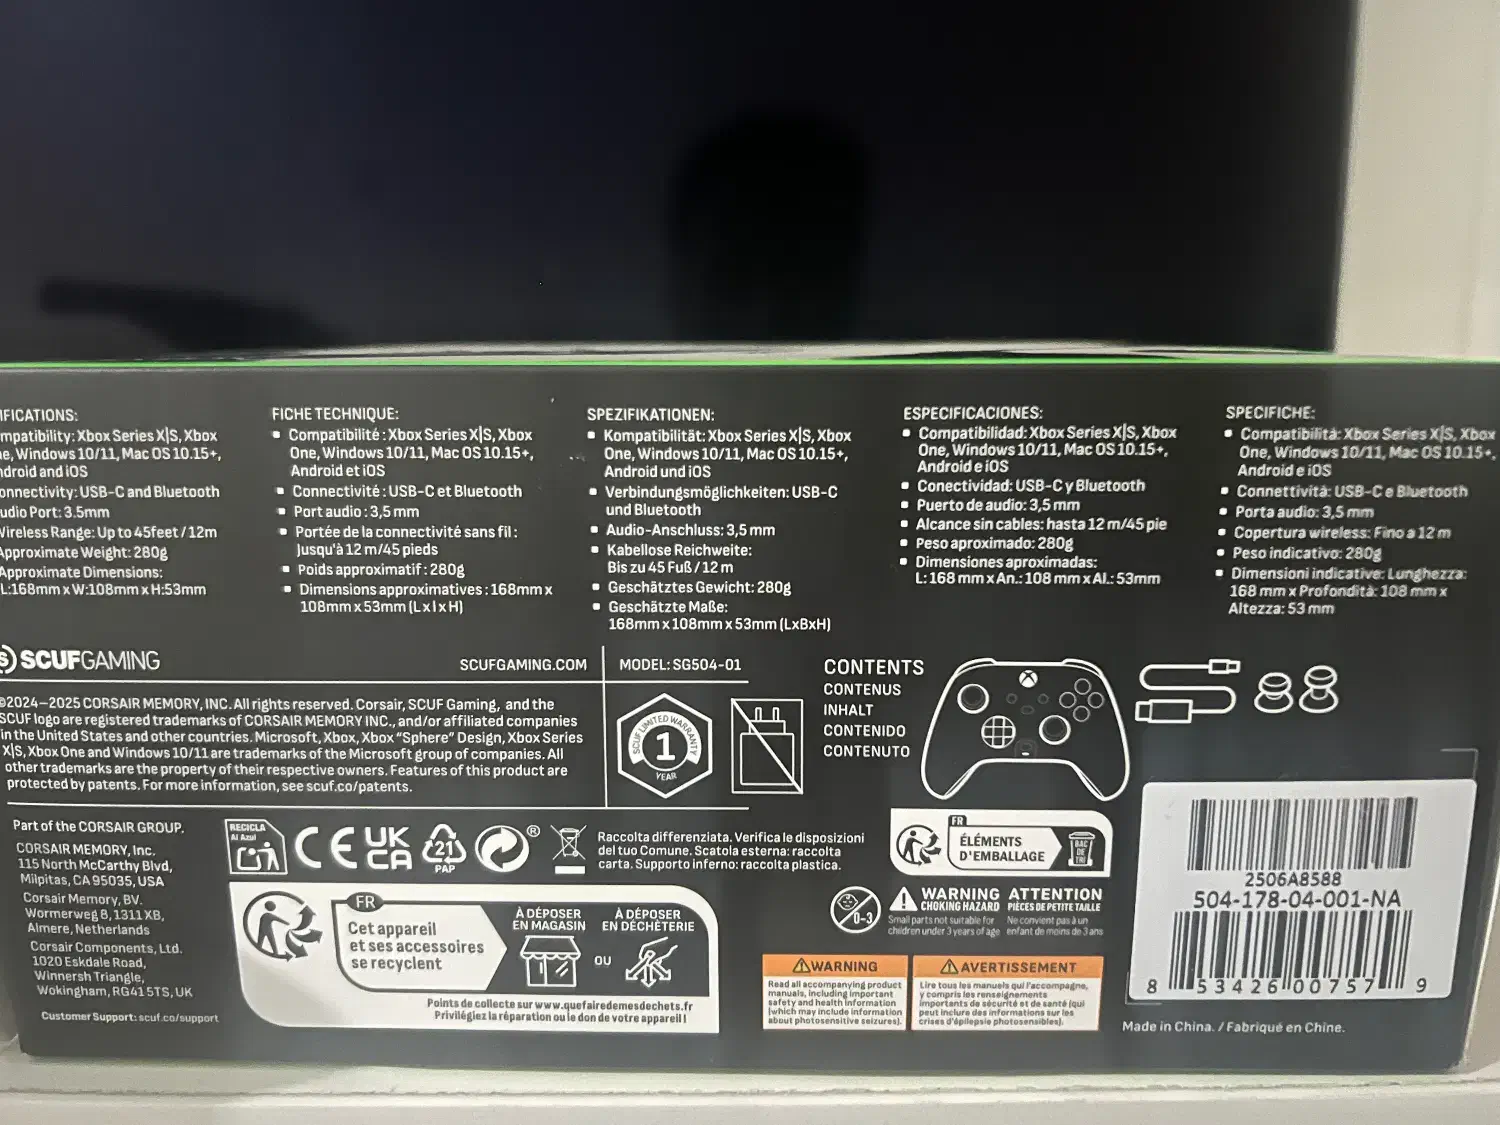 IFICATIONS:
mpatibility: Xbox Series X|S, Xbox
ne, Windows 10/11, Mac OS 10.15+,
ndroid and iOS
onnectivity: USB-C and Bluetooth
udio Port: 3.5mm
Wireless Range: Up to 45feet / 12m
Approximate Weight: 280g
Approximate Dimensions:
L:168mm x W:108mm x H:53mm
FICHE TECHNIQUE:
▪ Compatibilité : Xbox Series X|S, Xbox
One, Windows 10/11, Mac OS 10.15+,
Android et iOS
▪ Connectivité : USB-C et Bluetooth
▪ Port audio : 3,5 mm
▪ Portée de la connectivité sans fil :
Jusqu'à 12 m/45 pieds
▪ Poids approximatif : 280g
▪ Dimensions approximatives : 168mm x
108mm x 53mm (L x l x H)
SPEZIFIKATIONEN:
▪ Kompatibilität: Xbox Series X|S, Xbox
One, Windows 10/11, Mac OS 10.15+,
Android und iOS
▪ Verbindungsmöglichkeiten: USB-C
und Bluetooth
▪ Audio-Anschluss: 3,5 mm
▪ Kabellose Reichweite:
Bis zu 45 Fuß / 12 m
▪ Geschätztes Gewicht: 280g
▪ Geschätzte Maße:
168mm x 108mm x 53mm (LxBxH)
ESPECIFICACIONES:
▪ Compatibilidad: Xbox Series X|S, Xbox
One, Windows 10/11, Mac OS 10.15+,
Android e iOS
▪ Conectividad: USB-C y Bluetooth
▪ Puerto de audio: 3,5 mm
▪ Alcance sin cables: hasta 12 m/45 pie
▪ Peso aproximado: 280g
▪ Dimensiones aproximadas:
L: 168 mm x An.: 108 mm x Al.: 53mm
SPECIFICHE:
▪ Compatibilità: Xbox Series X|S, Xbox
One, Windows 10/11, Mac OS 10.15+,
Android e iOS
▪ Connettività: USB-C e Bluetooth
▪ Porta audio: 3,5 mm
▪ Copertura wireless: Fino a 12 m
▪ Peso indicativo: 280g
▪ Dimensioni indicative: Lunghezza:
168 mm x Profondità: 108 mm x
Altezza: 53 mm
SCUFGAMING
SCUFGAMING.COM
MODEL: SG504-01
©2024–2025 CORSAIR MEMORY, INC. All rights reserved. Corsair, SCUF Gaming, and the
SCUF logo are registered trademarks of CORSAIR MEMORY INC., and/or affiliated companies
in the United States and other countries. Microsoft, Xbox, Xbox "Sphere" Design, Xbox Series
X|S, Xbox One and Windows 10/11 are trademarks of the Microsoft group of companies. All
other trademarks are the property of their respective owners. Features of this product are
protected by patents. For more information, see scuf.co/patents.
SCUF LIMITED WARRANTY
1
YEAR
CONTENTS
CONTENUS
INHALT
CONTENIDO
CONTENUTO
Part of the CORSAIR GROUP.
CORSAIR MEMORY, Inc.
115 North McCarthy Blvd,
Milpitas, CA 95035, USA
Corsair Memory, BV.
Wormerweg 8, 1311 XB,
Almere, Netherlands
Corsair Components, Ltd.
1020 Eskdale Road,
Winnersh Triangle,
Wokingham, RG41 5TS, UK
Customer Support: scuf.co/support
RECICLA
Al Azul
CE
UK
CA
21
PAP
®
Raccolta differenziata. Verifica le disposizioni
del tuo Comune. Scatola esterna: raccolta
carta. Supporto inferno: raccolta plastica.
FR
Cet appareil
et ses accessoires
se recyclent
À DÉPOSER
EN MAGASIN
OU
À DÉPOSER
EN DÉCHÈTERIE
Points de collecte sur www.quefairedemesdechets.fr
Privilégiez la réparation ou le don de votre appareil !
FR
ÉLÉMENTS
D'EMBALLAGE
BAC
DE
TRI
0-3
WARNING
CHOKING HAZARD
Small parts not suitable for
children under 3 years of age
ATTENTION
PIÈCES DE PETITE TAILLE
Ne convient pas à un
enfant de moins de 3 ans
WARNING
Read all accompanying product
manuals, including important
safety and health information
(which may include information
about photosensitive seizures).
AVERTISSEMENT
Lire tous les manuels qui l'accompagne,
y compris les renseignements
importants de sécurité et de santé (qui
peut inclure des informations sur les
crises d'épilepsie photosensibles).
2506A8588
504-178-04-001-NA
8 53426 00757 9
Made in China. / Fabriqué en Chine.